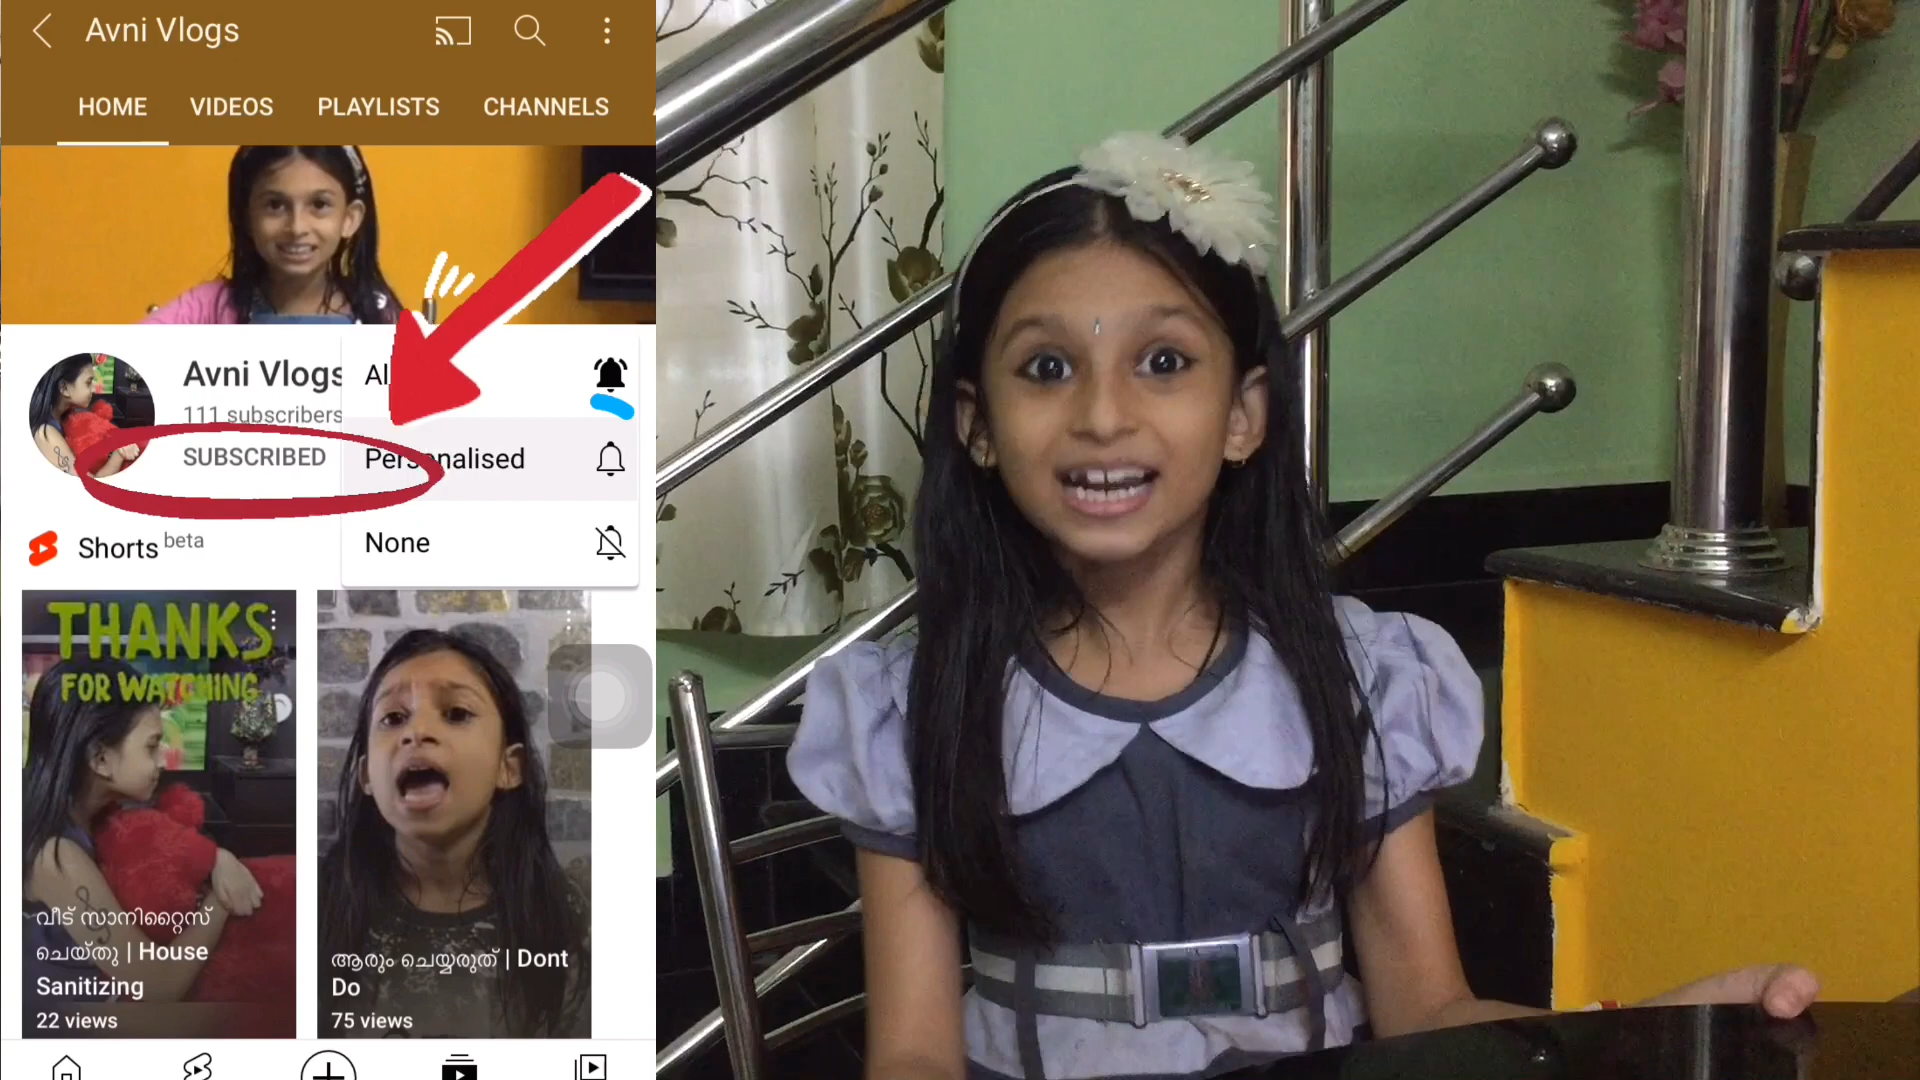 Avni Vlogs
HOME VIDEOS PLAYLISTS CHANNELS
Avni Vlogs
111 subscribers
SUBSCRIBED
Personalised
None
Shorts beta
THANKS
FOR WATCHING
വീട് സാനിറ്റൈസ്
ചെയ്തു | House
Sanitizing
22 views
ആരും ചെയ്യരുത് | Dont
Do
75 views